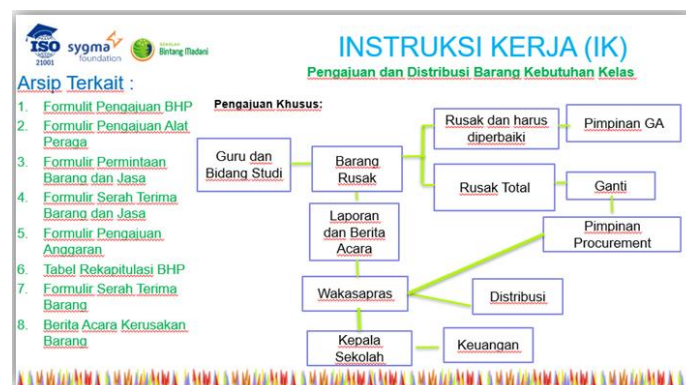 ISO
21001
sygma
foundation
SEKOLAH
Bintang Madani
INSTRUKSI KERJA (IK)
Pengajuan dan Distribusi Barang Kebutuhan Kelas
Arsip Terkait :
1. Formulit Pengajuan BHP
2. Formulir Pengajuan Alat
Peraga
3. Formulir Permintaan
Barang dan Jasa
4. Formulir Serah Terima
Barang dan Jasa
5. Formulir Pengajuan
Anggaran
6. Tabel Rekapitulasi BHP
7. Formulir Serah Terima
Barang
8. Berita Acara Kerusakan
Barang
Pengajuan Khusus:
Guru dan
Bidang Studi
Barang
Rusak
Rusak dan harus
diperbaiki
Pimpinan GA
Rusak Total
Ganti
Laporan
dan Berita
Acara
Pimpinan
Procurement
Wakasapras
Distribusi
Kepala
Sekolah
Keuangan